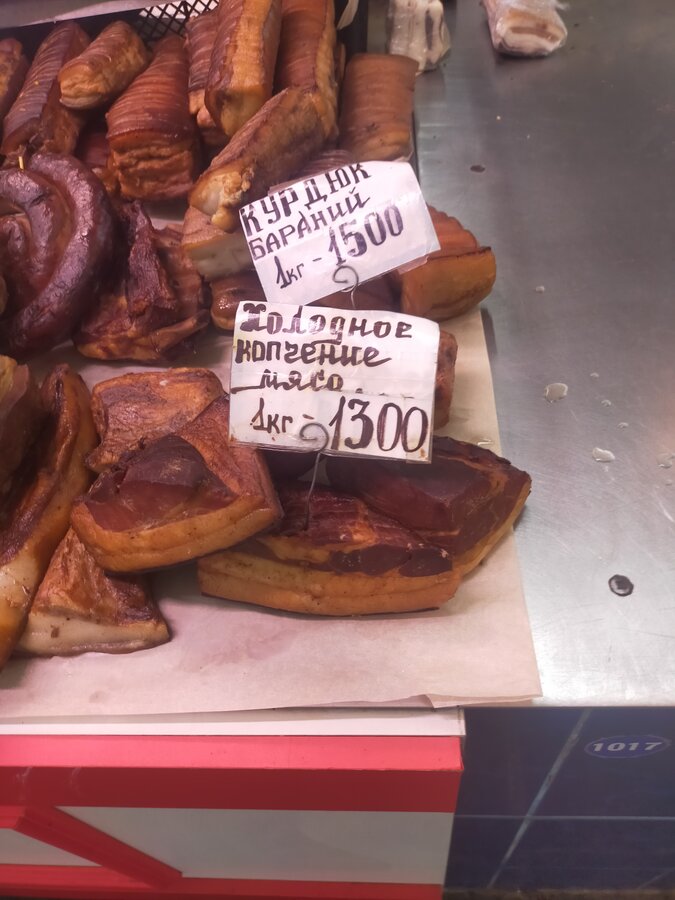 КУРДЮК
БАРАНИЙ
1кг-1500
Холодное
копчение
мясо
1кг-1300
1017